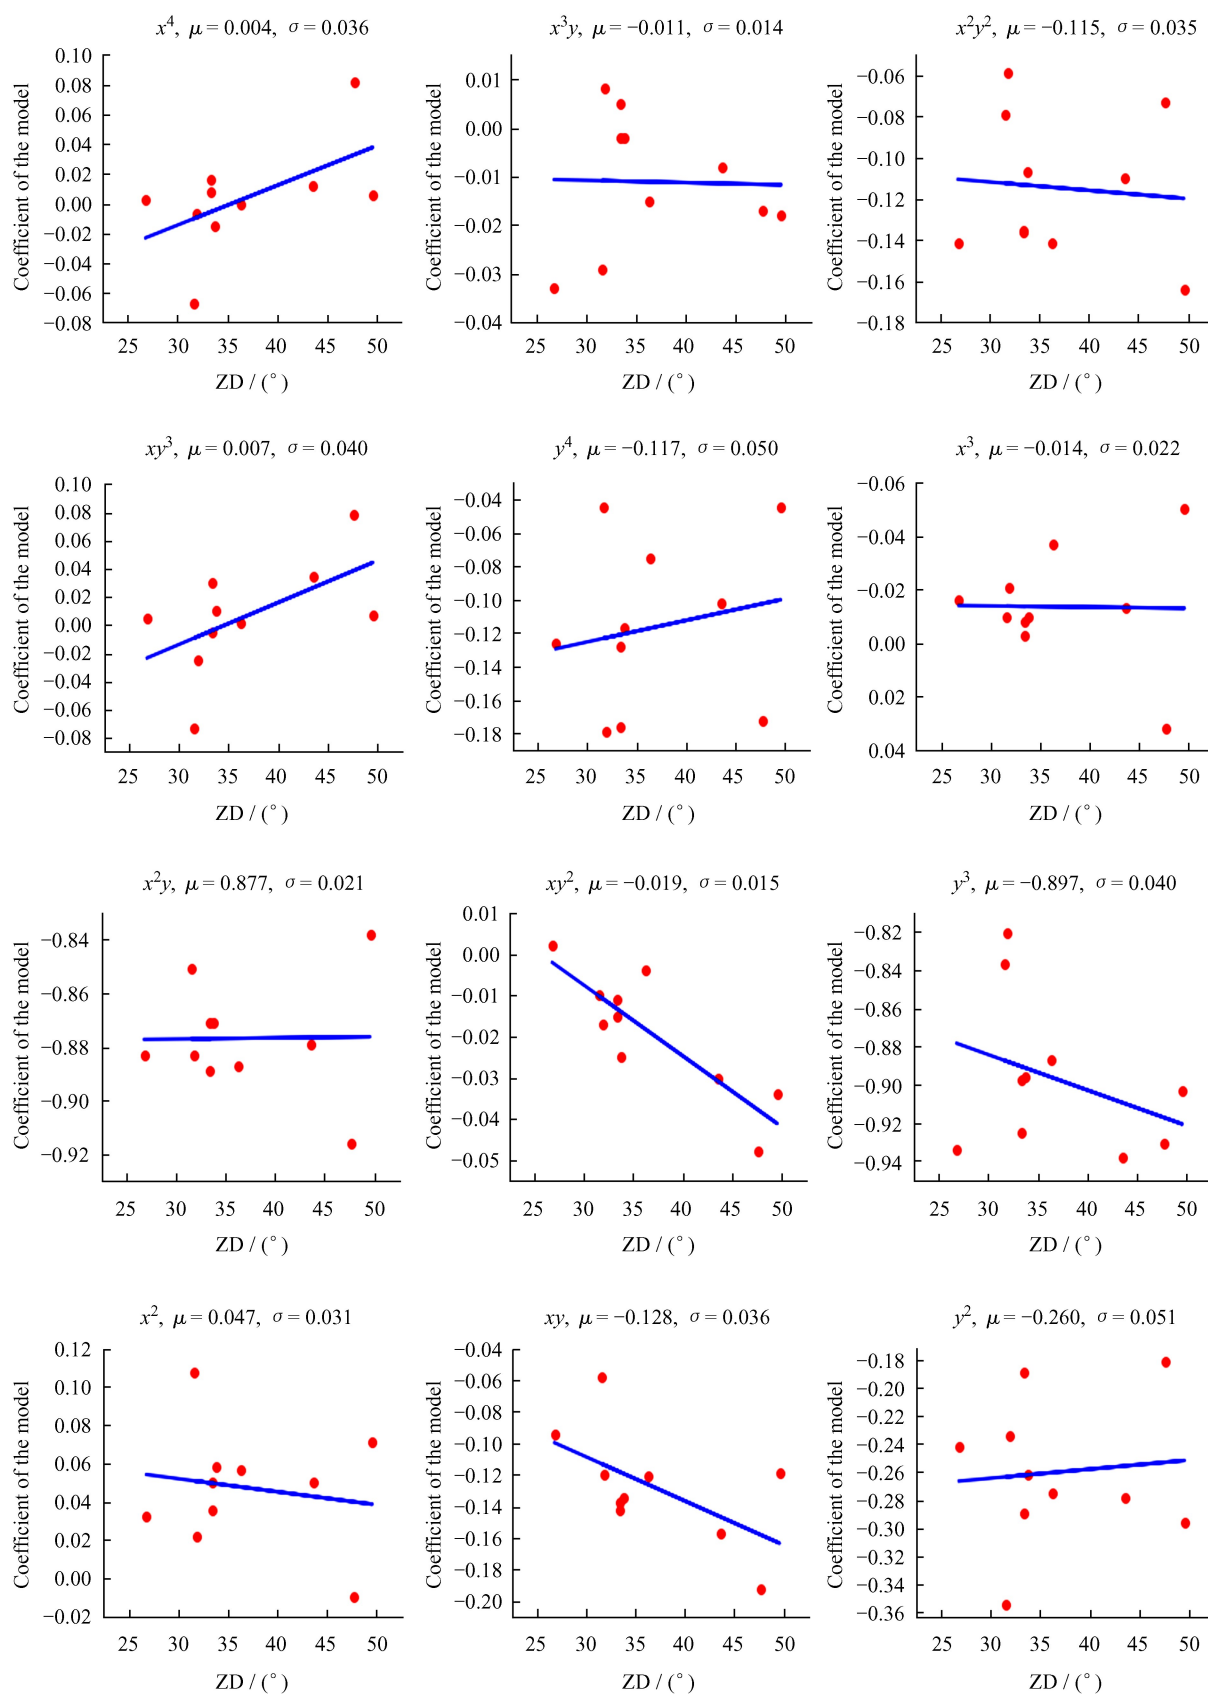 x⁴, μ = 0.004, σ = 0.036
Coefficient of the model
0.10
0.08
0.06
0.04
0.02
0.00
−0.02
−0.04
−0.06
−0.08
25 30 35 40 45 50
ZD / (°)
x³y, μ = −0.011, σ = 0.014
Coefficient of the model
0.01
0.00
−0.01
−0.02
−0.03
−0.04
25 30 35 40 45 50
ZD / (°)
x²y², μ = −0.115, σ = 0.035
Coefficient of the model
−0.06
−0.08
−0.10
−0.12
−0.14
−0.16
−0.18
25 30 35 40 45 50
ZD / (°)
xy³, μ = 0.007, σ = 0.040
Coefficient of the model
0.10
0.08
0.06
0.04
0.02
0.00
−0.02
−0.04
−0.06
−0.08
25 30 35 40 45 50
ZD / (°)
y⁴, μ = −0.117, σ = 0.050
Coefficient of the model
−0.04
−0.06
−0.08
−0.10
−0.12
−0.14
−0.16
−0.18
25 30 35 40 45 50
ZD / (°)
x³, μ = −0.014, σ = 0.022
Coefficient of the model
−0.06
−0.04
−0.02
0.00
0.02
0.04
25 30 35 40 45 50
ZD / (°)
x²y, μ = 0.877, σ = 0.021
Coefficient of the model
−0.84
−0.86
−0.88
−0.90
−0.92
25 30 35 40 45 50
ZD / (°)
xy², μ = −0.019, σ = 0.015
Coefficient of the model
0.01
0.00
−0.01
−0.02
−0.03
−0.04
−0.05
25 30 35 40 45 50
ZD / (°)
y³, μ = −0.897, σ = 0.040
Coefficient of the model
−0.82
−0.84
−0.86
−0.88
−0.90
−0.92
−0.94
25 30 35 40 45 50
ZD / (°)
x², μ = 0.047, σ = 0.031
Coefficient of the model
0.12
0.10
0.08
0.06
0.04
0.02
0.00
−0.02
25 30 35 40 45 50
ZD / (°)
xy, μ = −0.128, σ = 0.036
Coefficient of the model
−0.04
−0.06
−0.08
−0.10
−0.12
−0.14
−0.16
−0.18
−0.20
25 30 35 40 45 50
ZD / (°)
y², μ = −0.260, σ = 0.051
Coefficient of the model
−0.18
−0.20
−0.22
−0.24
−0.26
−0.28
−0.30
−0.32
−0.34
−0.36
25 30 35 40 45 50
ZD / (°)